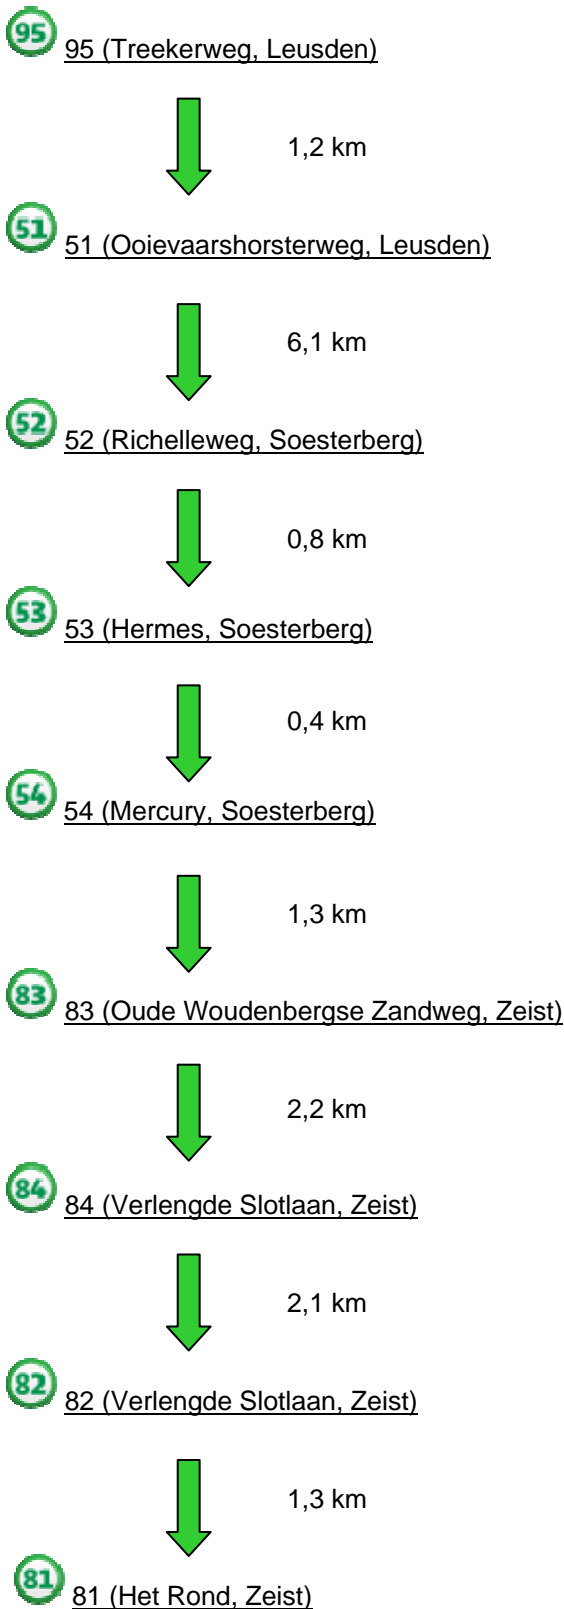 95
95 (Treekerweg, Leusden)
1,2 km
51
51 (Ooievaarshorsterweg, Leusden)
6,1 km
52
52 (Richelleweg, Soesterberg)
0,8 km
53
53 (Hermes, Soesterberg)
0,4 km
54
54 (Mercury, Soesterberg)
1,3 km
83
83 (Oude Woudenbergse Zandweg, Zeist)
2,2 km
84
84 (Verlengde Slotlaan, Zeist)
2,1 km
82
82 (Verlengde Slotlaan, Zeist)
1,3 km
81
81 (Het Rond, Zeist)